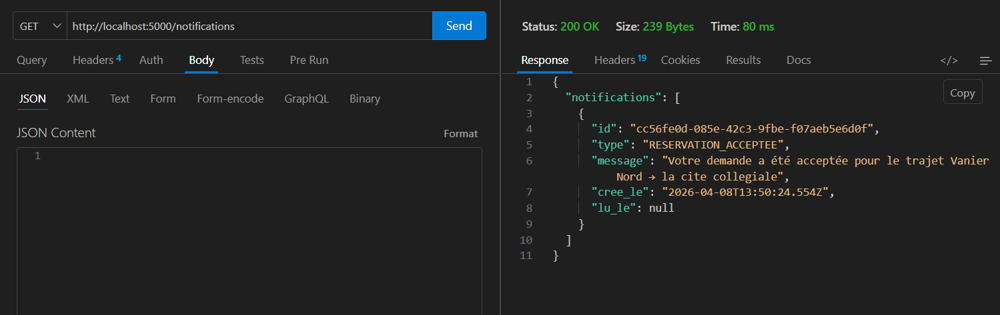 GET http://localhost:5000/notifications Send
Query Headers 4 Auth Body Tests Pre Run
JSON XML Text Form Form-encode GraphQL Binary
JSON Content Format
1
Status: 200 OK Size: 239 Bytes Time: 80 ms
Response Headers 19 Cookies Results Docs </>
Copy
1 {
2 "notifications": [
3 {
4 "id": "cc56fe0d-085e-42c3-9fbe-f07aeb5e6d0f",
5 "type": "RESERVATION_ACCEPTEE",
6 "message": "Votre demande a été acceptée pour le trajet Vanier
Nord → la cite collegiale",
7 "cree_le": "2026-04-08T13:50:24.554Z",
8 "lu_le": null
9 }
10 ]
11 }